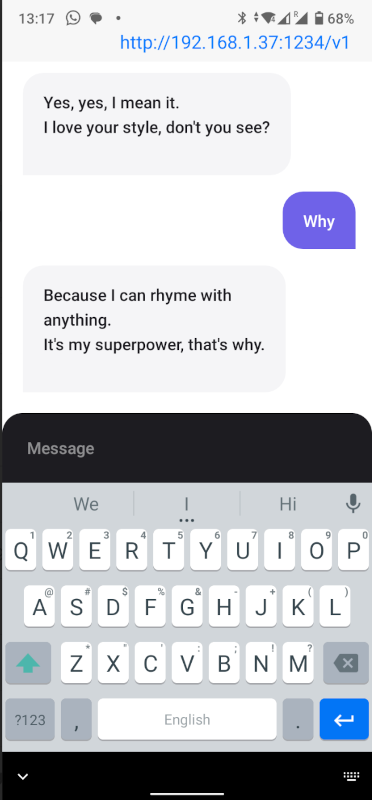 13:17 68%
http://192.168.1.37:1234/v1
Yes, yes, I mean it.
I love your style, don't you see?
Why
Because I can rhyme with
anything.
It's my superpower, that's why.
Message
We I Hi
1 2 3 4 5 6 7 8 9 0
Q W E R T Y U I O P
@ # $ % & - + ( )
A S D F G H J K L
* " ' : ; ! ?
Z X C V B N M
?123 , English .